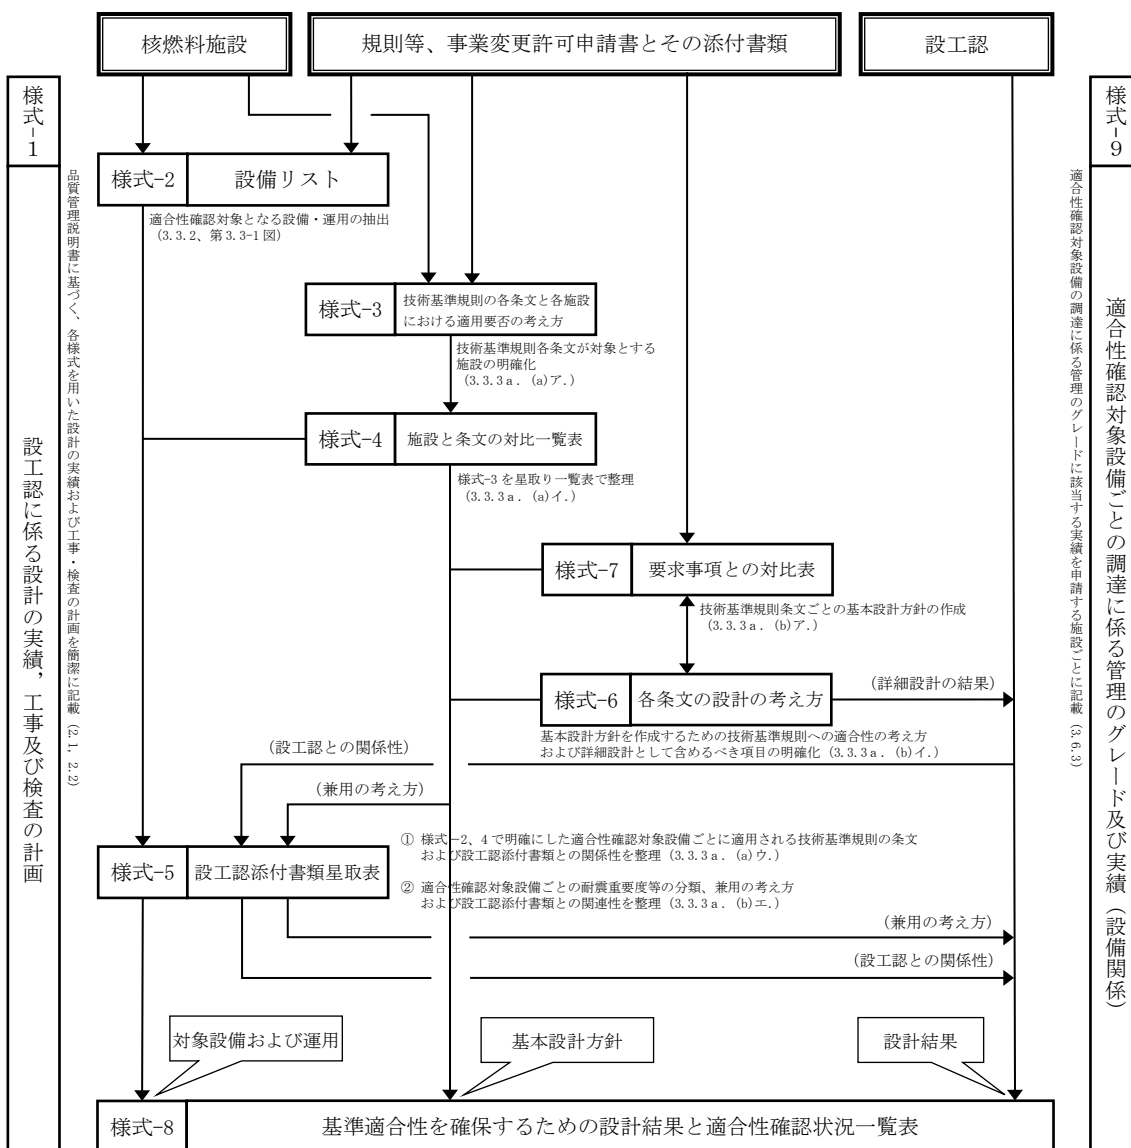 核燃料施設
規則等、事業変更許可申請書とその添付書類
設工認
様式-1
設工認に係る設計の実績，工事及び検査の計画
品質管理説明書に基づく、各様式を用いた設計の実績および工事・検査の計画を簡潔に記載（2.1，2.2）
様式-2
設備リスト
適合性確認対象となる設備・運用の抽出
（3.3.2、第3.3-1図）
様式-3
技術基準規則の各条文と各施設
における適用要否の考え方
技術基準規則各条文が対象とする
施設の明確化
（3.3.3a.（a)ア.）
様式-4
施設と条文の対比一覧表
様式-3を星取り一覧表で整理
（3.3.3a.（a)イ.）
様式-7
要求事項との対比表
技術基準規則条文ごとの基本設計方針の作成
（3.3.3a.（b)ア.）
様式-6
各条文の設計の考え方
（詳細設計の結果）
基本設計方針を作成するための技術基準規則への適合性の考え方
および詳細設計として含めるべき項目の明確化（3.3.3a.（b)イ.）
（設工認との関係性）
（兼用の考え方）
様式-5
設工認添付書類星取表
① 様式－2、4で明確にした適合性確認対象設備ごとに適用される技術基準規則の条文
および設工認添付書類との関係性を整理（3.3.3a.（a)ウ.）
② 適合性確認対象設備ごとの耐震重要度等の分類、兼用の考え方
および設工認添付書類との関連性を整理（3.3.3a.（b)エ.）
（兼用の考え方）
（設工認との関係性）
対象設備および運用
基本設計方針
設計結果
様式-8
基準適合性を確保するための設計結果と適合性確認状況一覧表
適合性確認対象設備の調達に係る管理のグレードに該当する実績を申請する施設ごとに記載（3.6.3）
様式-9
適合性確認対象設備ごとの調達に係る管理のグレード及び実績（設備関係）